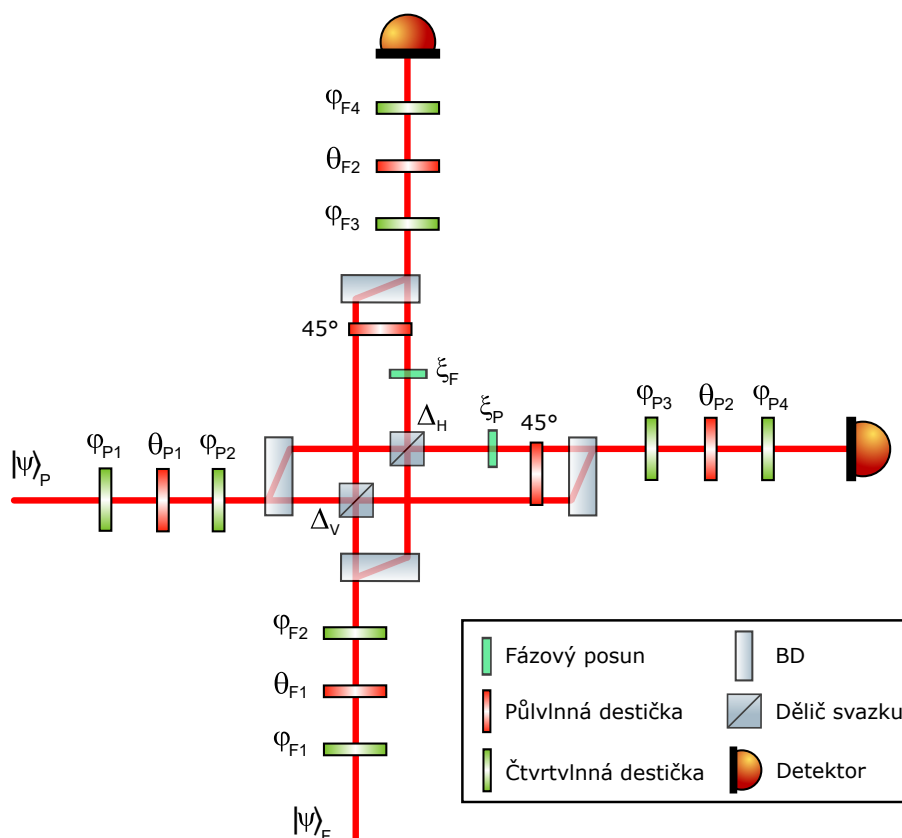 φF4
θF2
φF3
45°
ξF
ΔH
ξP
45°
φP3
θP2
φP4
φP1
θP1
φP2
|ψ⟩P
ΔV
φF2
θF1
φF1
|ψ⟩F
Fázový posun
BD
Půlvlnná destička
Dělič svazku
Čtvrtvlnná destička
Detektor